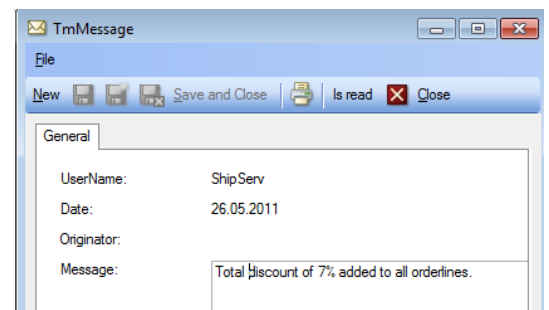 TmMessage
File
New Save and Close Is read Close
General
UserName: ShipServ
Date: 26.05.2011
Originator:
Message: Total discount of 7% added to all orderlines.